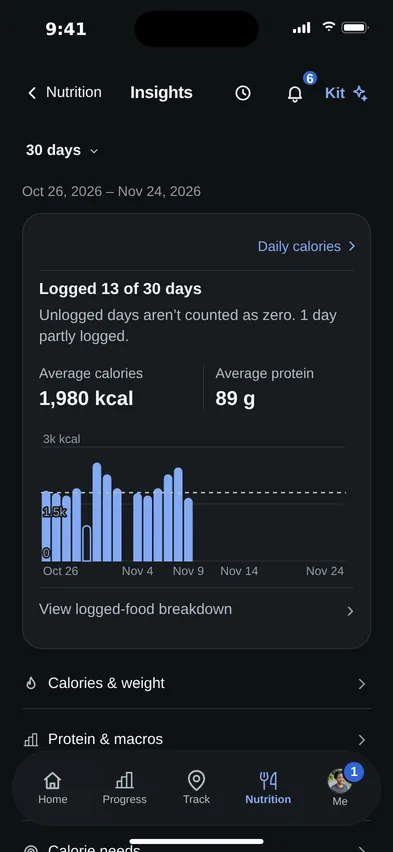 9:41
Nutrition
Insights
6
Kit
30 days
Oct 26, 2026 – Nov 24, 2026
Daily calories
Logged 13 of 30 days
Unlogged days aren’t counted as zero. 1 day
partly logged.
Average calories
Average protein
1,980 kcal
89 g
3k kcal
1.5k
0
Oct 26
Nov 4
Nov 9
Nov 14
Nov 24
View logged-food breakdown
Calories & weight
Protein & macros
Home
Progress
Track
Nutrition
1
Me
Calorie needs